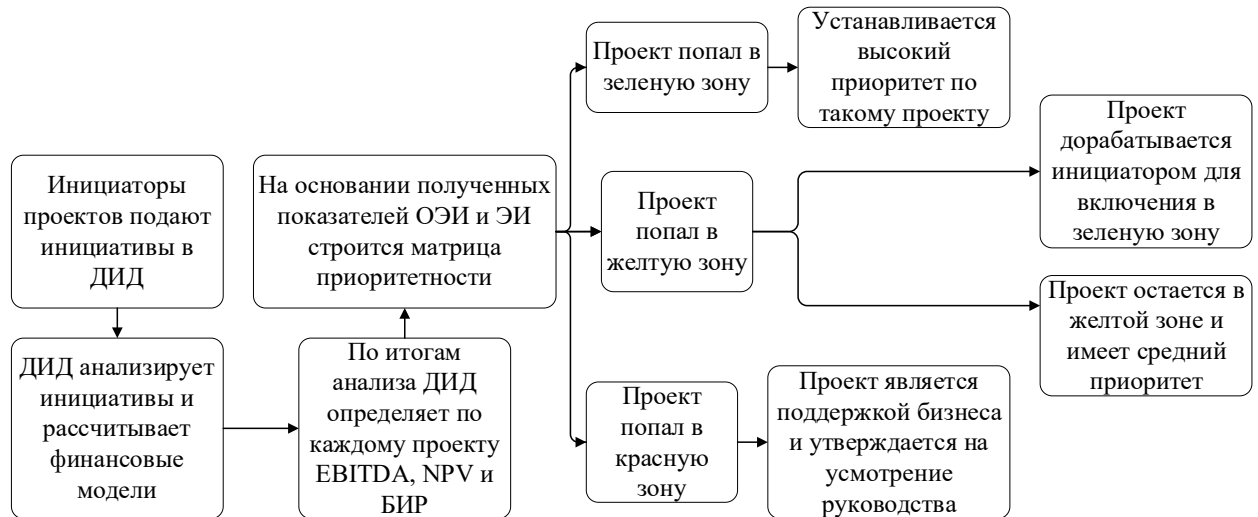 Инициаторы
проектов подают
инициативы в
ДИД
ДИД анализирует
инициативы и
рассчитывает
финансовые
модели
По итогам
анализа ДИД
определяет по
каждому проекту
EBITDA, NPV и
БИР
На основании полученных
показателей ОЭИ и ЭИ
строится матрица
приоритетности
Проект попал в
зеленую зону
Устанавливается
высокий
приоритет по
такому проекту
Проект
попал в
желтую зону
Проект
дорабатывается
инициатором для
включения в
зеленую зону
Проект остается в
желтой зоне и
имеет средний
приоритет
Проект
попал в
красную
зону
Проект является
поддержкой бизнеса
и утверждается на
усмотрение
руководства